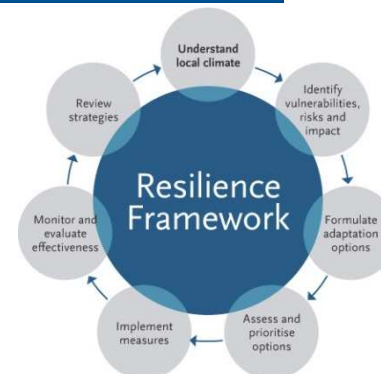 Understand
local climate
Identify
vulnerabilities,
risks and
impact
Formulate
adaptation
options
Assess and
prioritise
options
Implement
measures
Monitor and
evaluate
effectiveness
Review
strategies
Resilience
Framework